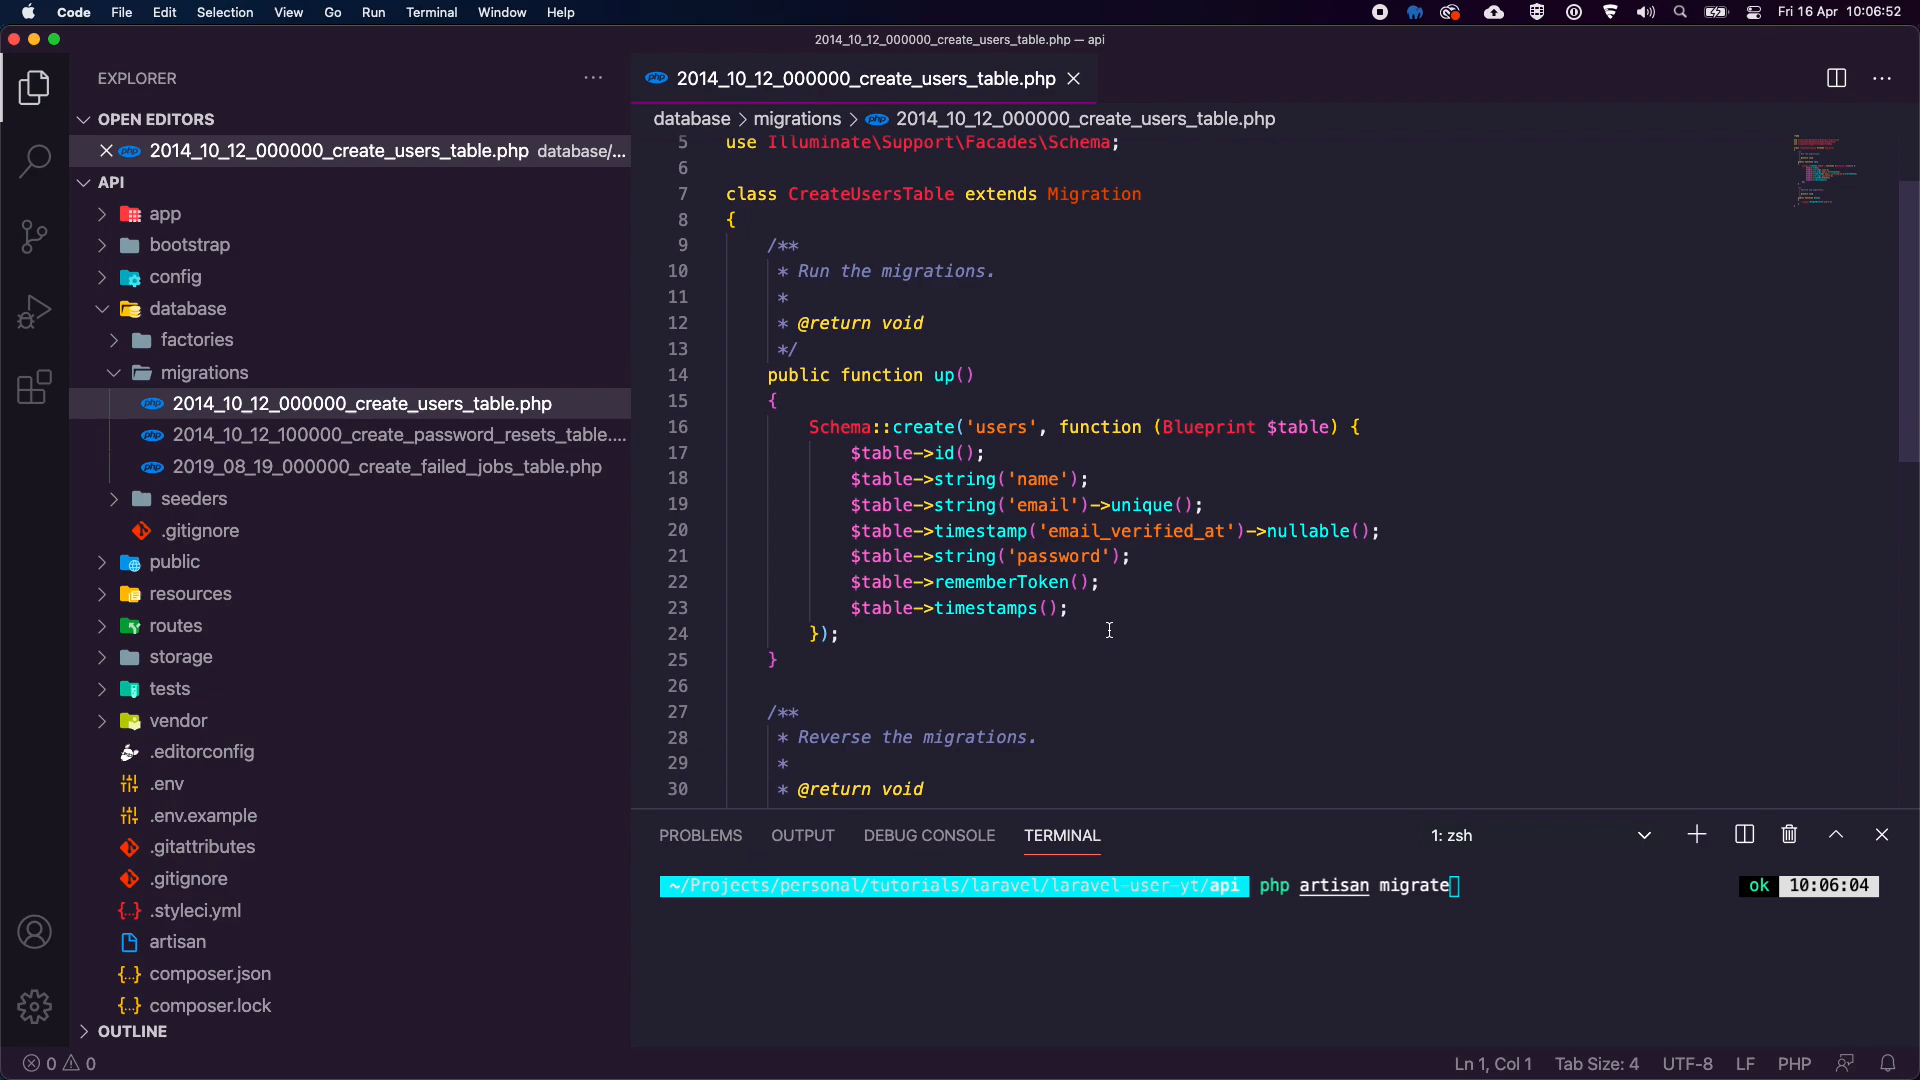 Code File Edit Selection View Go Run Terminal Window Help
Fri 16 Apr 10:06:52
2014_10_12_000000_create_users_table.php — api
EXPLORER
OPEN EDITORS
2014_10_12_000000_create_users_table.php database/...
API
app
bootstrap
config
database
factories
migrations
2014_10_12_000000_create_users_table.php
2014_10_12_100000_create_password_resets_table....
2019_08_19_000000_create_failed_jobs_table.php
seeders
.gitignore
public
resources
routes
storage
tests
vendor
.editorconfig
.env
.env.example
.gitattributes
.gitignore
.styleci.yml
artisan
composer.json
composer.lock
OUTLINE
2014_10_12_000000_create_users_table.php
database > migrations > 2014_10_12_000000_create_users_table.php
5 use Illuminate\Support\Facades\Schema;
6
7 class CreateUsersTable extends Migration
8 {
9 /**
10 * Run the migrations.
11 *
12 * @return void
13 */
14 public function up()
15 {
16 Schema::create('users', function (Blueprint $table) {
17 $table->id();
18 $table->string('name');
19 $table->string('email')->unique();
20 $table->timestamp('email_verified_at')->nullable();
21 $table->string('password');
22 $table->rememberToken();
23 $table->timestamps();
24 });
25 }
26
27 /**
28 * Reverse the migrations.
29 *
30 * @return void
PROBLEMS OUTPUT DEBUG CONSOLE TERMINAL 1: zsh
~/Projects/personal/tutorials/laravel/laravel-user-yt/api php artisan migrate ok 10:06:04
0 0 Ln 1, Col 1 Tab Size: 4 UTF-8 LF PHP